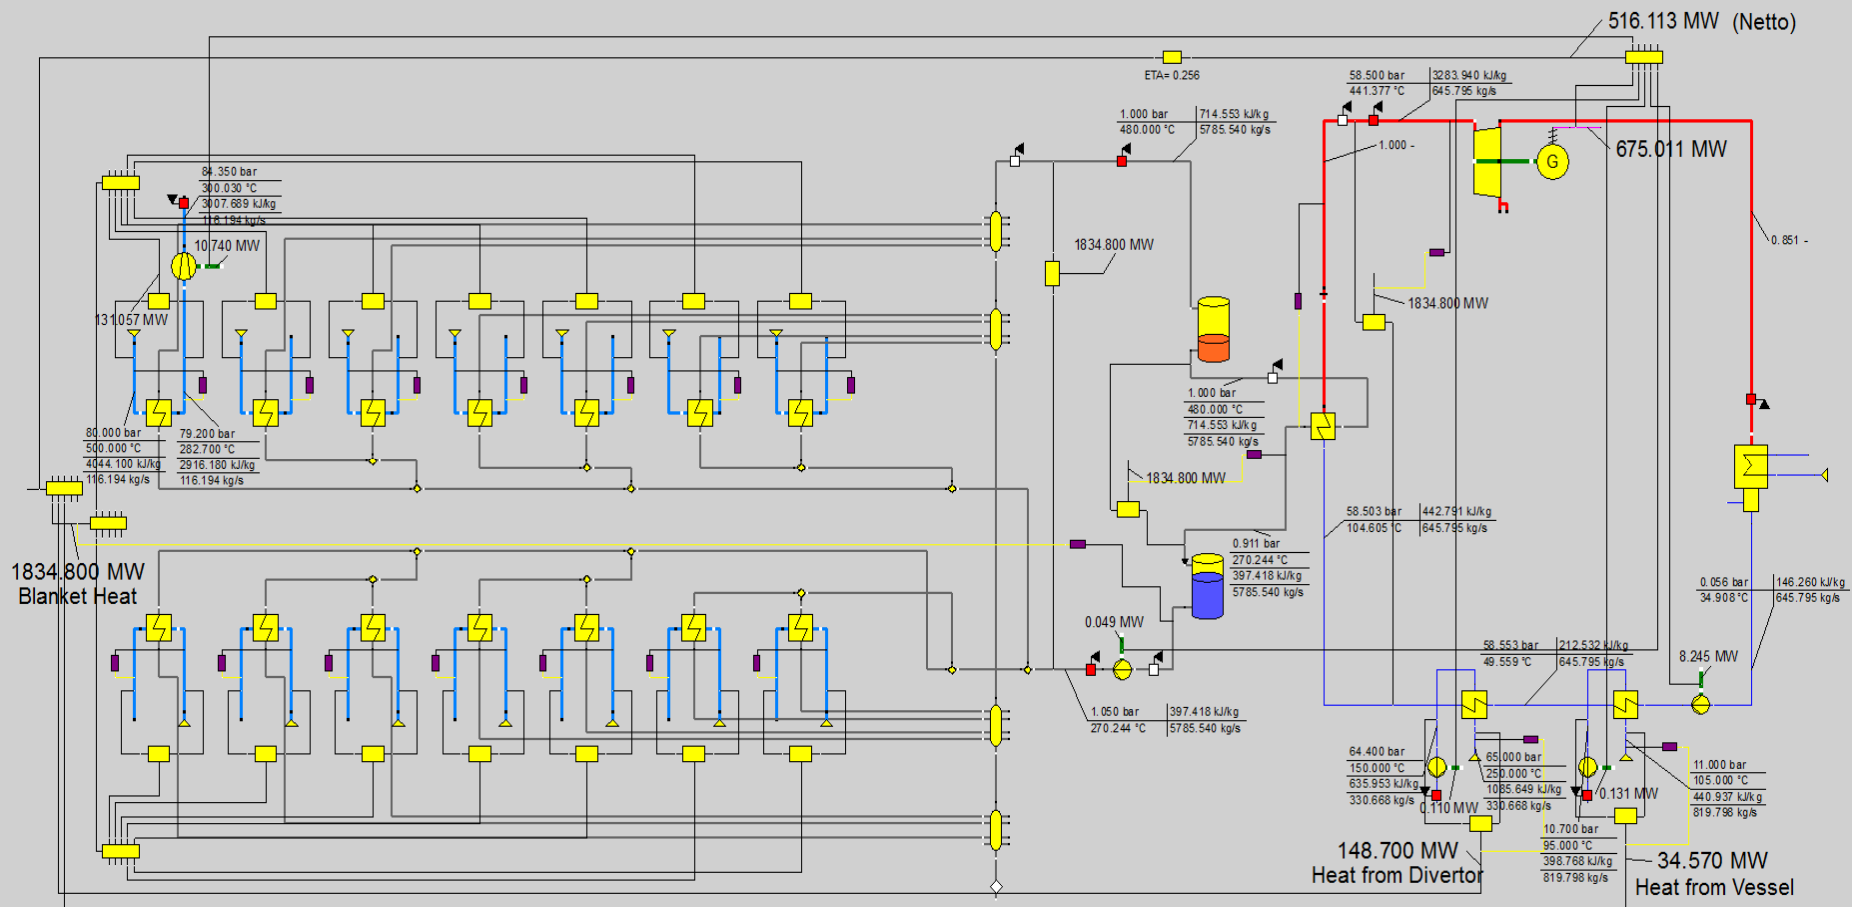 516.113 MW (Netto)
ETA= 0.256
58.500 bar 3283.940 kJ/kg
441.377 °C 645.795 kg/s
1.000 bar 714.553 kJ/kg
480.000 °C 5785.540 kg/s
1.000 -
G
675.011 MW
84.350 bar
300.030 °C
3007.689 kJ/kg
116.194 kg/s
10.740 MW
1834.800 MW
0.851 -
131.057 MW
1834.800 MW
1.000 bar
480.000 °C
714.553 kJ/kg
5785.540 kg/s
80.000 bar
500.000 °C
4044.100 kJ/kg
116.194 kg/s
79.200 bar
282.700 °C
2916.180 kJ/kg
116.194 kg/s
1834.800 MW
58.503 bar 442.791 kJ/kg
104.605 °C 645.795 kg/s
0.911 bar
270.244 °C
397.418 kJ/kg
5785.540 kg/s
1834.800 MW
Blanket Heat
0.056 bar 146.260 kJ/kg
34.908 °C 645.795 kg/s
0.049 MW
58.553 bar 212.532 kJ/kg
49.559 °C 645.795 kg/s
8.245 MW
1.050 bar 397.418 kJ/kg
270.244 °C 5785.540 kg/s
64.400 bar
150.000 °C
635.953 kJ/kg
330.668 kg/s
65.000 bar
250.000 °C
1085.649 kJ/kg
330.668 kg/s
0.110 MW
0.131 MW
11.000 bar
105.000 °C
440.937 kJ/kg
819.798 kg/s
10.700 bar
95.000 °C
398.768 kJ/kg
819.798 kg/s
148.700 MW
Heat from Divertor
34.570 MW
Heat from Vessel